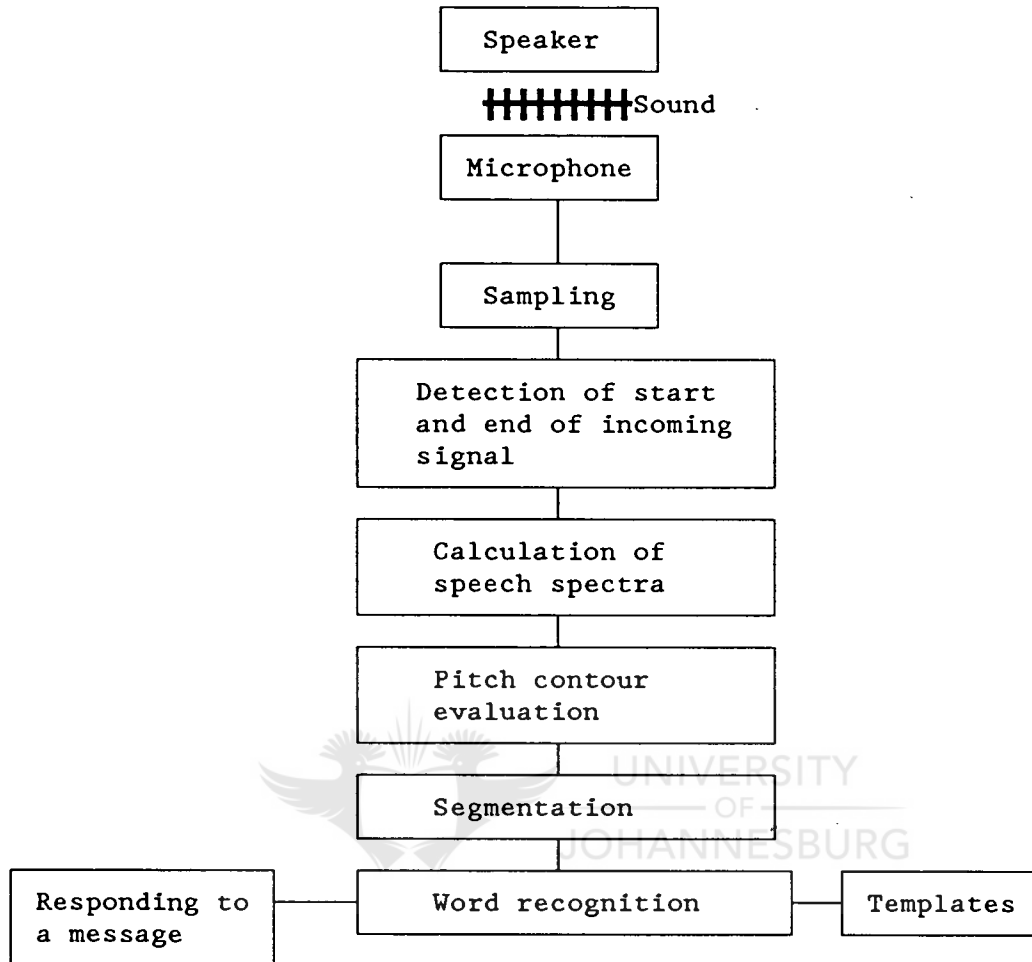 Speaker
Sound
Microphone
Sampling
Detection of start
and end of incoming
signal
Calculation of
speech spectra
Pitch contour
evaluation
UNIVERSITY
OF
JOHANNESBURG
Segmentation
Responding to
a message
Word recognition
Templates